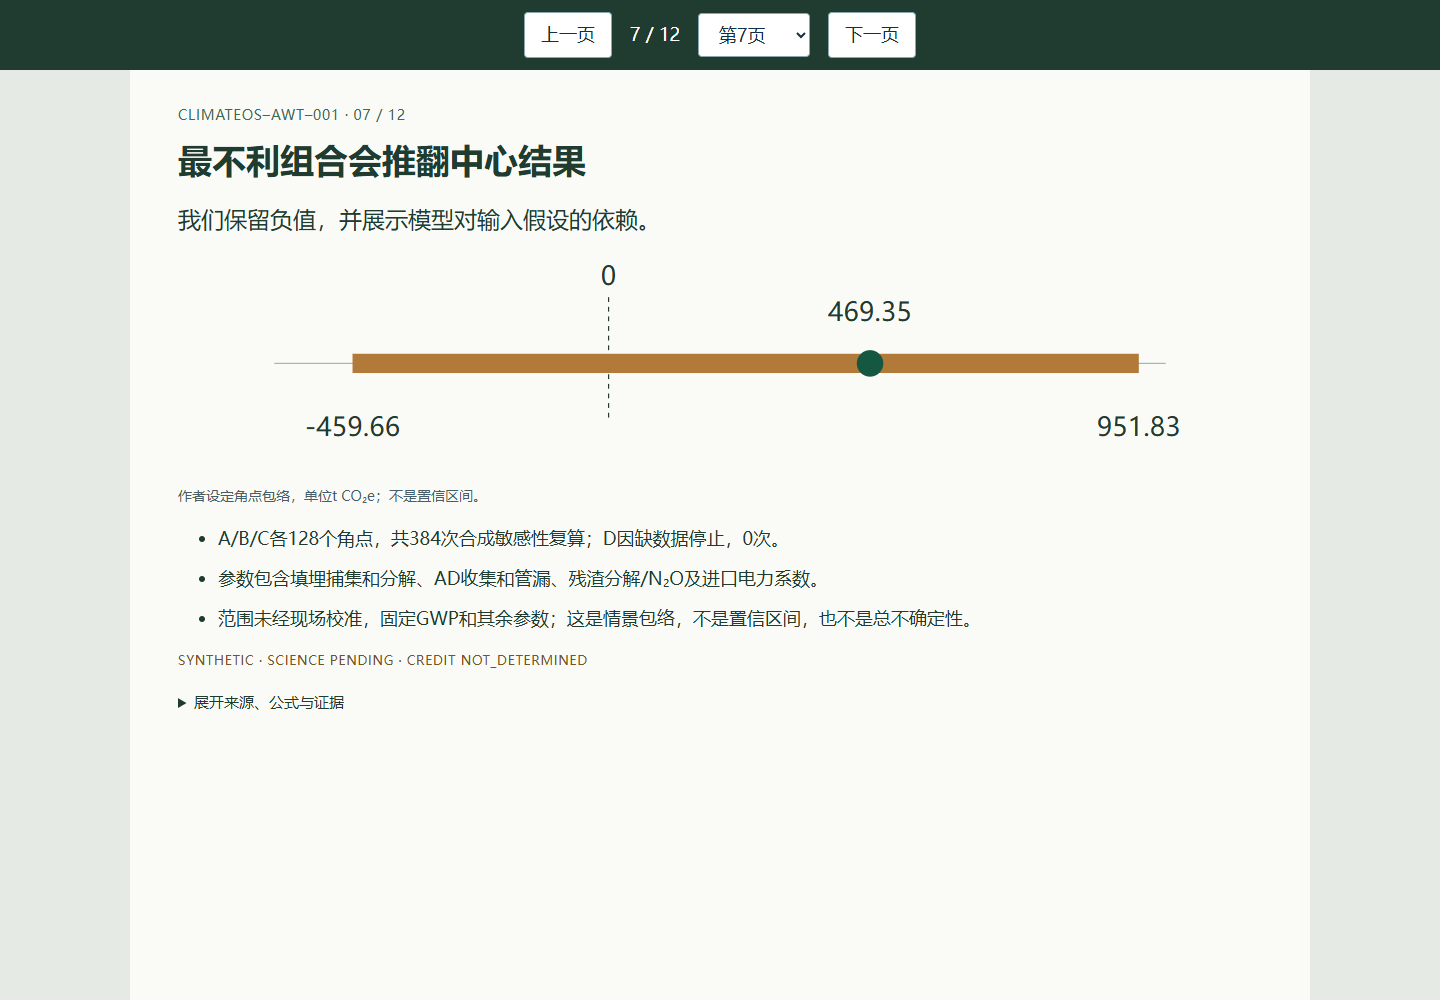 上一页 7 / 12 第7页 下一页
CLIMATEOS–AWT–001 · 07 / 12
最不利组合会推翻中心结果
我们保留负值，并展示模型对输入假设的依赖。
0
469.35
-459.66 951.83
作者设定角点包络，单位t CO₂e；不是置信区间。
• A/B/C各128个角点，共384次合成敏感性复算；D因缺数据停止，0次。
• 参数包含填埋捕集和分解、AD收集和管漏、残渣分解/N₂O及进口电力系数。
• 范围未经现场校准，固定GWP和其余参数；这是情景包络，不是置信区间，也不是总不确定性。
SYNTHETIC · SCIENCE PENDING · CREDIT NOT_DETERMINED
▶ 展开来源、公式与证据